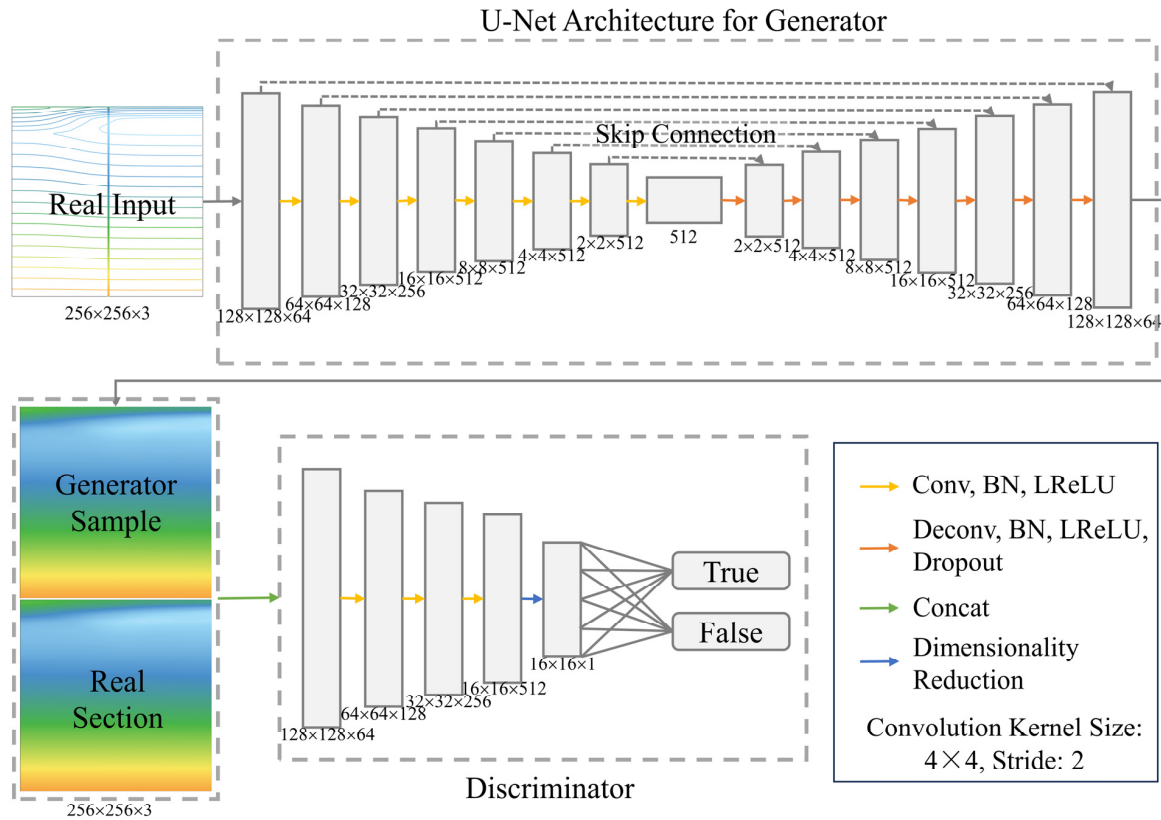 U-Net Architecture for Generator
Skip Connection
Real Input
256×256×3
128×128×64
64×64×128
32×32×256
16×16×512
8×8×512
4×4×512
2×2×512
512
2×2×512
4×4×512
8×8×512
16×16×512
32×32×256
64×64×128
128×128×64
Generator
Sample
Real
Section
256×256×3
128×128×64
64×64×128
32×32×256
16×16×512
16×16×1
True
False
Discriminator
Conv, BN, LReLU
Deconv, BN, LReLU,
Dropout
Concat
Dimensionality
Reduction
Convolution Kernel Size:
4×4, Stride: 2